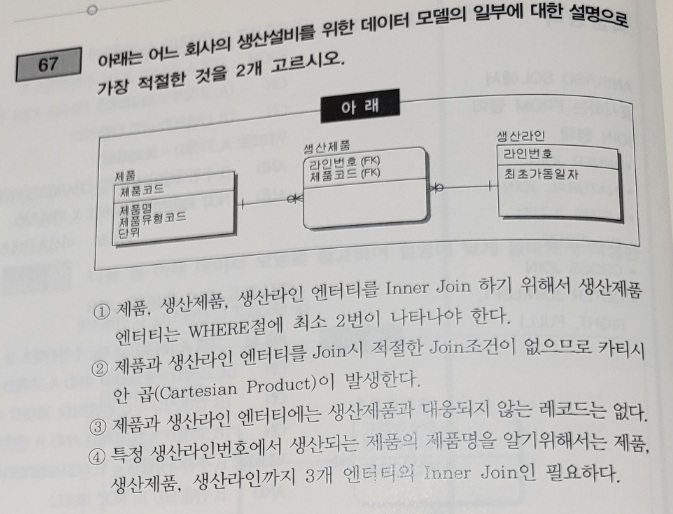 67
아래는 어느 회사의 생산설비를 위한 데이터 모델의 일부에 대한 설명으로
가장 적절한 것을 2개 고르시오.
아 래
제품
제품코드
제품명
제품유형코드
단위
생산제품
라인번호 (FK)
제품코드 (FK)
생산라인
라인번호
최초가동일자
① 제품, 생산제품, 생산라인 엔터티를 Inner Join 하기 위해서 생산제품
엔터티는 WHERE절에 최소 2번이 나타나야 한다.
② 제품과 생산라인 엔터티를 Join시 적절한 Join조건이 없으므로 카티시
안 곱(Cartesian Product)이 발생한다.
③ 제품과 생산라인 엔터티에는 생산제품과 대응되지 않는 레코드는 없다.
④ 특정 생산라인번호에서 생산되는 제품의 제품명을 알기위해서는 제품,
생산제품, 생산라인까지 3개 엔터티의 Inner Join인 필요하다.